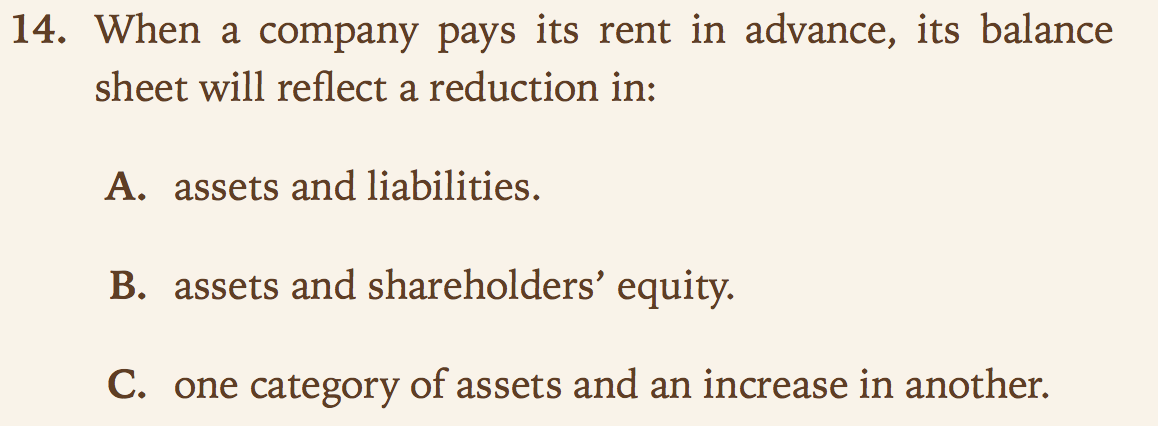 14. When a company pays its rent in advance, its balance
sheet will reflect a reduction in:
A. assets and liabilities.
B. assets and shareholders’ equity.
C. one category of assets and an increase in another.